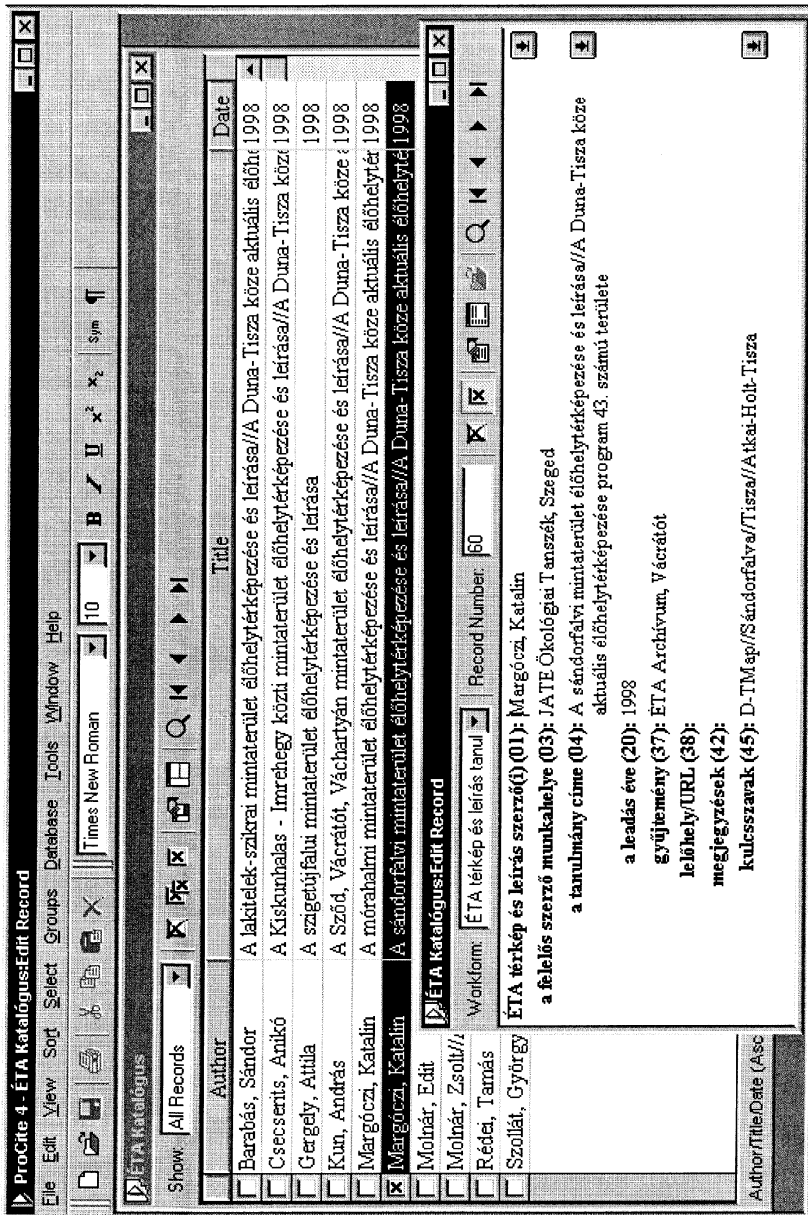 ProCite 4 - ÉTA Katalógus:Edit Record
File Edit View Sort Select Groups Database Tools Window Help
Times New Roman 10 B I U x² x₂ Sym ¶
ÉTA Katalógus
Show: All Records
Author Title Date
Barabás, Sándor A lakitelek-szikrai mintaterület élőhelytérképezése és leírása//A Duna-Tisza köze aktuális élőhe 1998
Csecserits, Anikó A Kiskunhalas - Imrehegy közti mintaterület élőhelytérképezése és leírása//A Duna-Tisza köze 1998
Gergely, Attila A szigetújfalui mintaterület élőhelytérképezése és leírása 1998
Kun, András A Sződ, Vácrátót, Váchartyán mintaterület élőhelytérképezése és leírása//A Duna-Tisza köze a 1998
Margóczi, Katalin A mórahalmi mintaterület élőhelytérképezése és leírása//A Duna-Tisza köze aktuális élőhelytér 1998
Margóczi, Katalin A sándorfalvi mintaterület élőhelytérképezése és leírása//A Duna-Tisza köze aktuális élőhelyté 1998
Molnár, Edit
Molnár, Zsolt//
Rédei, Tamás
Szollát, György
Author/Title/Date (Asc
ÉTA Katalógus:Edit Record
Workform: ÉTA térkép és leírás tanul Record Number: 60
ÉTA térkép és leírás szerző(i) (01): Margóczi, Katalin
a felelős szerző munkahelye (03): JATE Ökológiai Tanszék, Szeged
a tanulmány címe (04): A sándorfalvi mintaterület élőhelytérképezése és leírása//A Duna-Tisza köze
aktuális élőhelytérképezése program 43. számú területe
a leadás éve (20): 1998
gyűjtemény (37): ÉTA Archívum, Vácrátót
lelőhely/URL (38):
megjegyzések (42):
kulcsszavak (45): D-TMap//Sándorfalva//Tisza//Atkai-Holt-Tisza